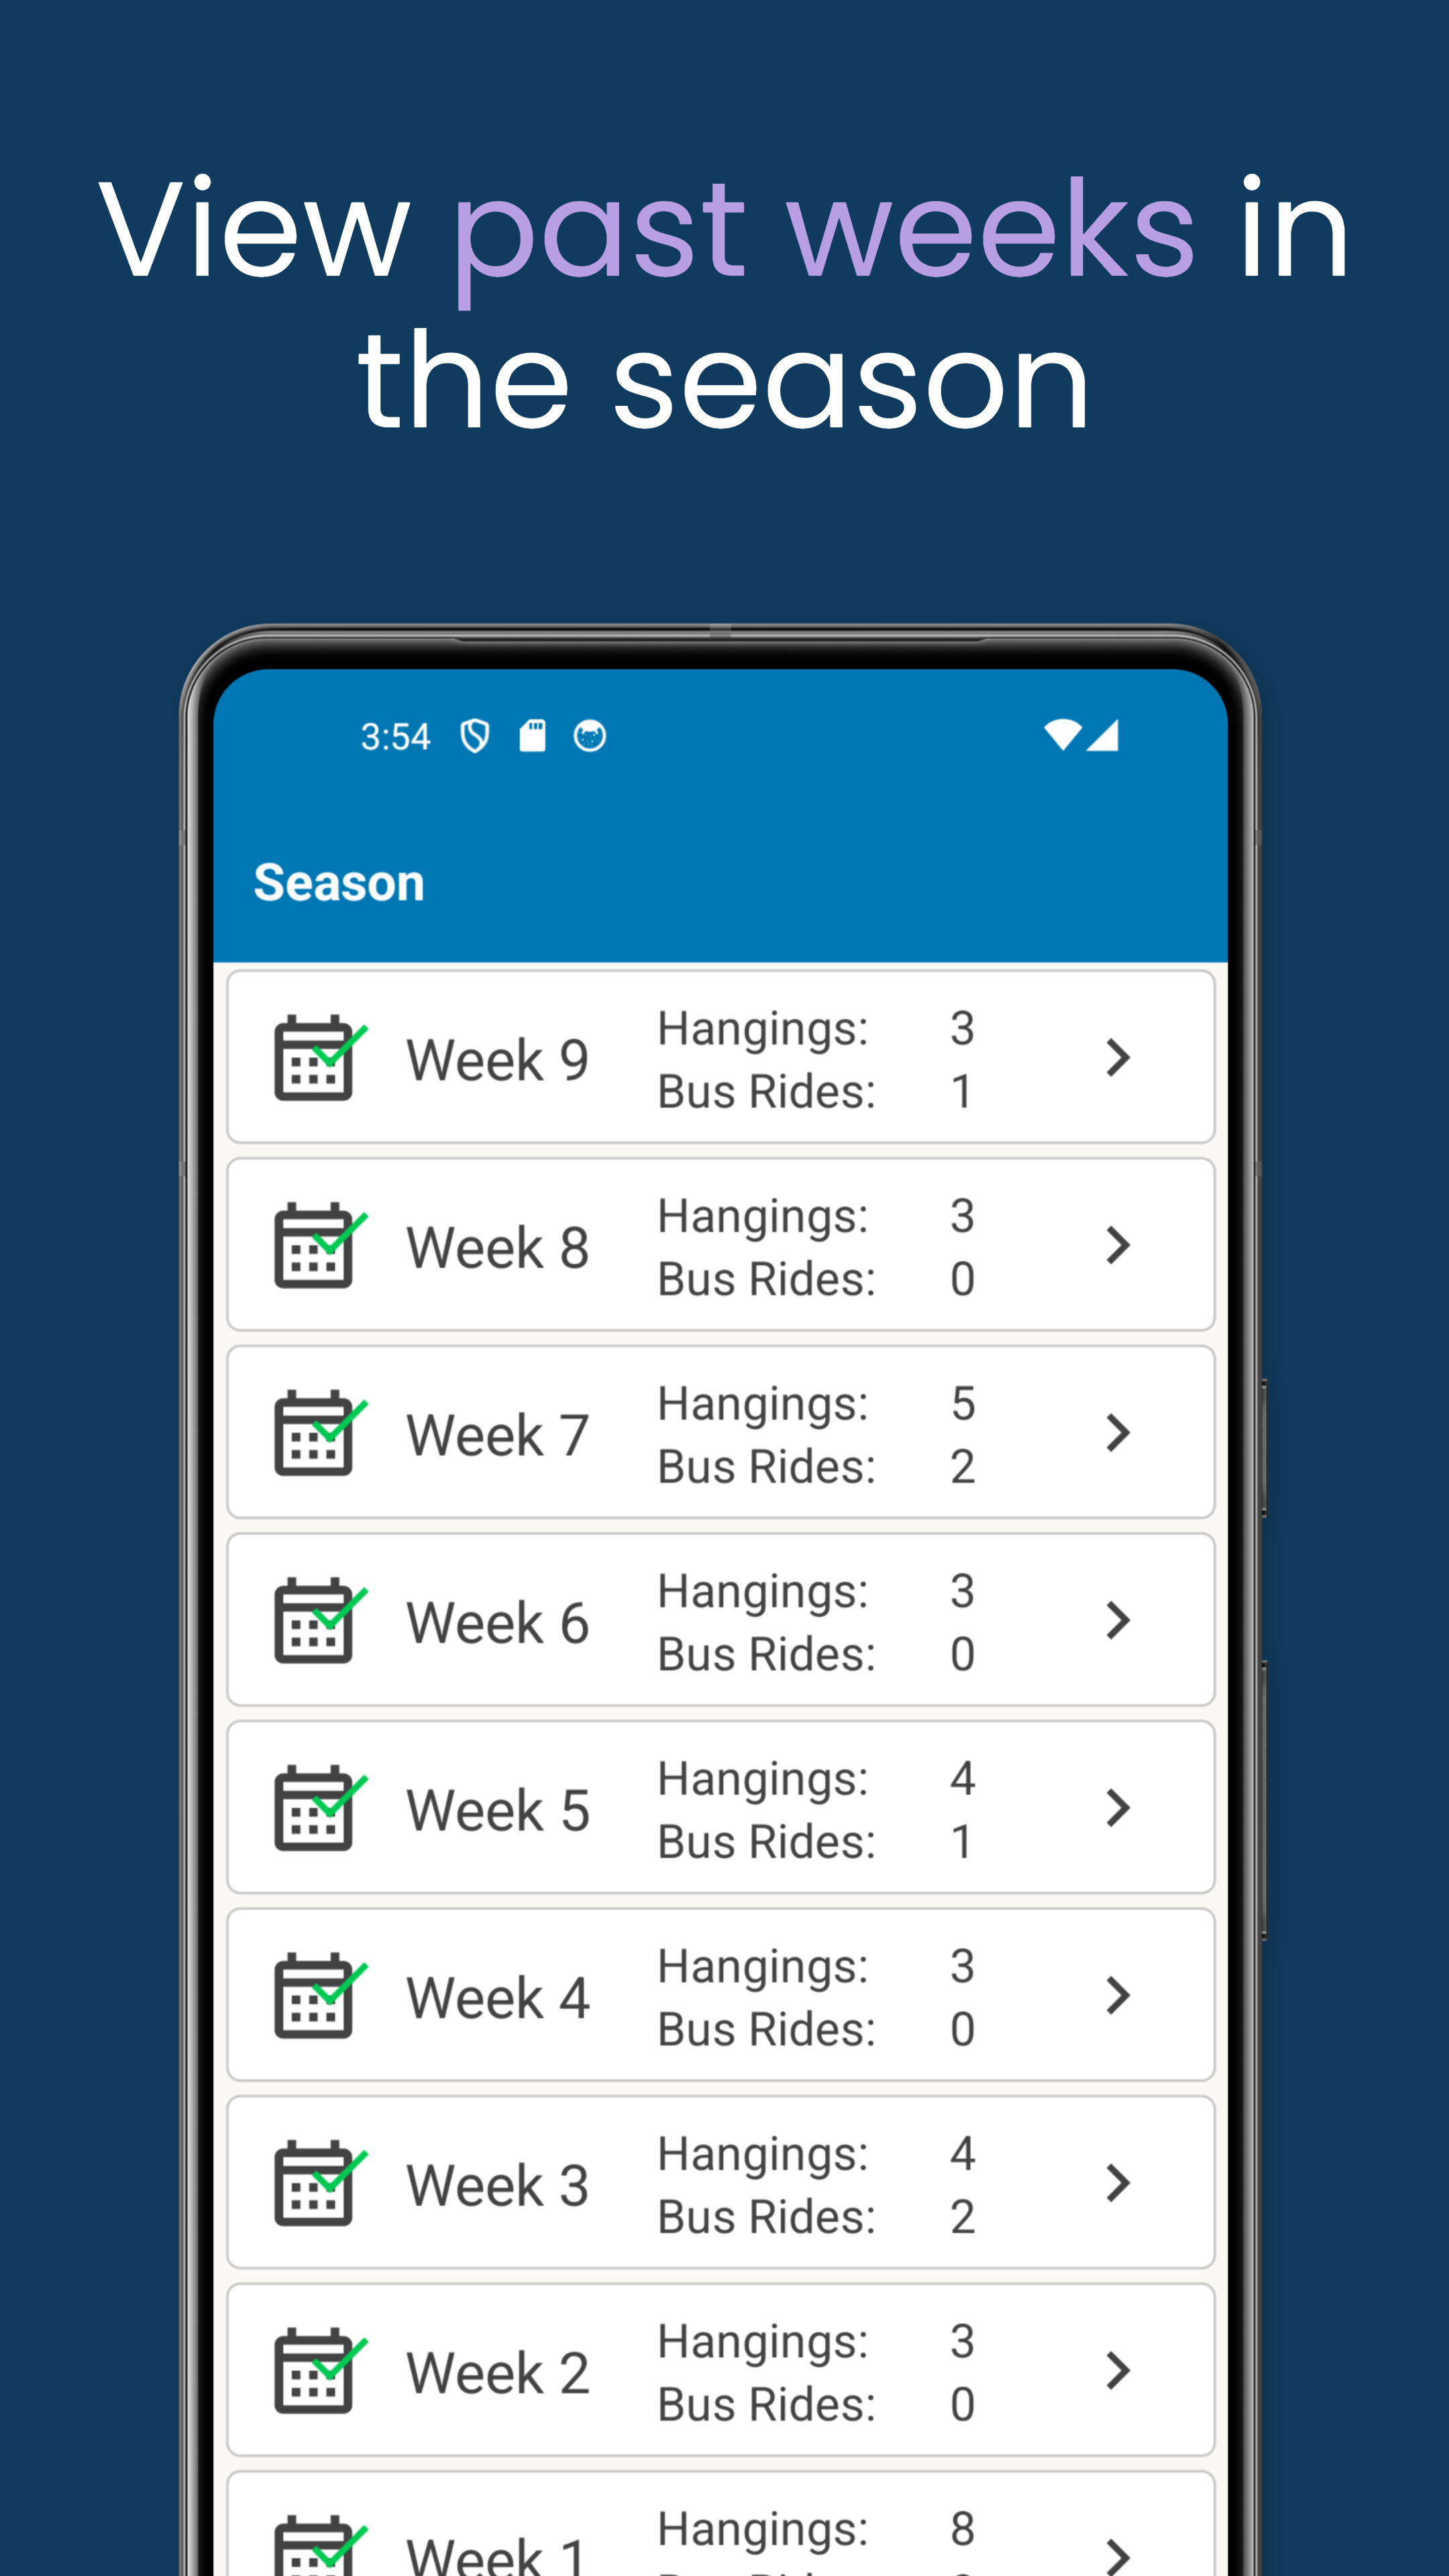 View past weeks in
the season
3:54
Season
Week 9
Hangings: 3
Bus Rides: 1
Week 8
Hangings: 3
Bus Rides: 0
Week 7
Hangings: 5
Bus Rides: 2
Week 6
Hangings: 3
Bus Rides: 0
Week 5
Hangings: 4
Bus Rides: 1
Week 4
Hangings: 3
Bus Rides: 0
Week 3
Hangings: 4
Bus Rides: 2
Week 2
Hangings: 3
Bus Rides: 0
Week 1
Hangings: 8